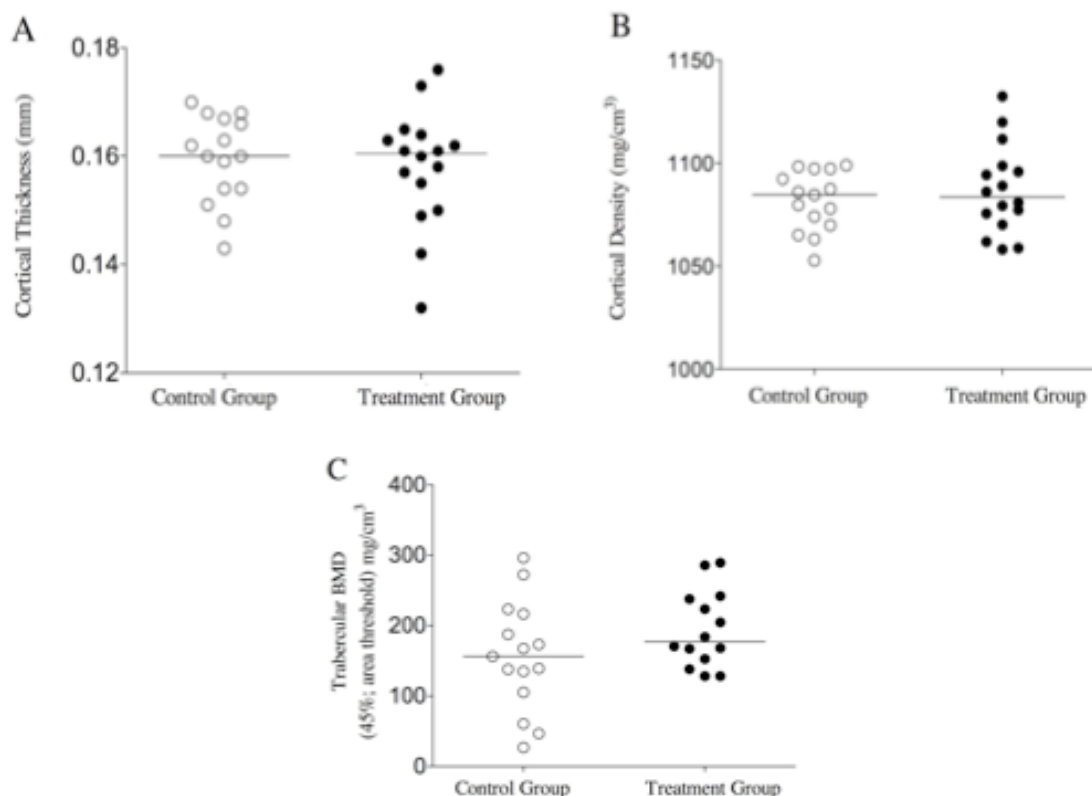 A
0.18
0.16
0.14
0.12
Cortical Thickness (mm)
Control Group
Treatment Group
B
1150
1100
1050
1000
Cortical Density (mg/cm³)
Control Group
Treatment Group
C
400
300
200
100
0
Trabercular BMD
(45%; area threshold) mg/cm³
Control Group
Treatment Group